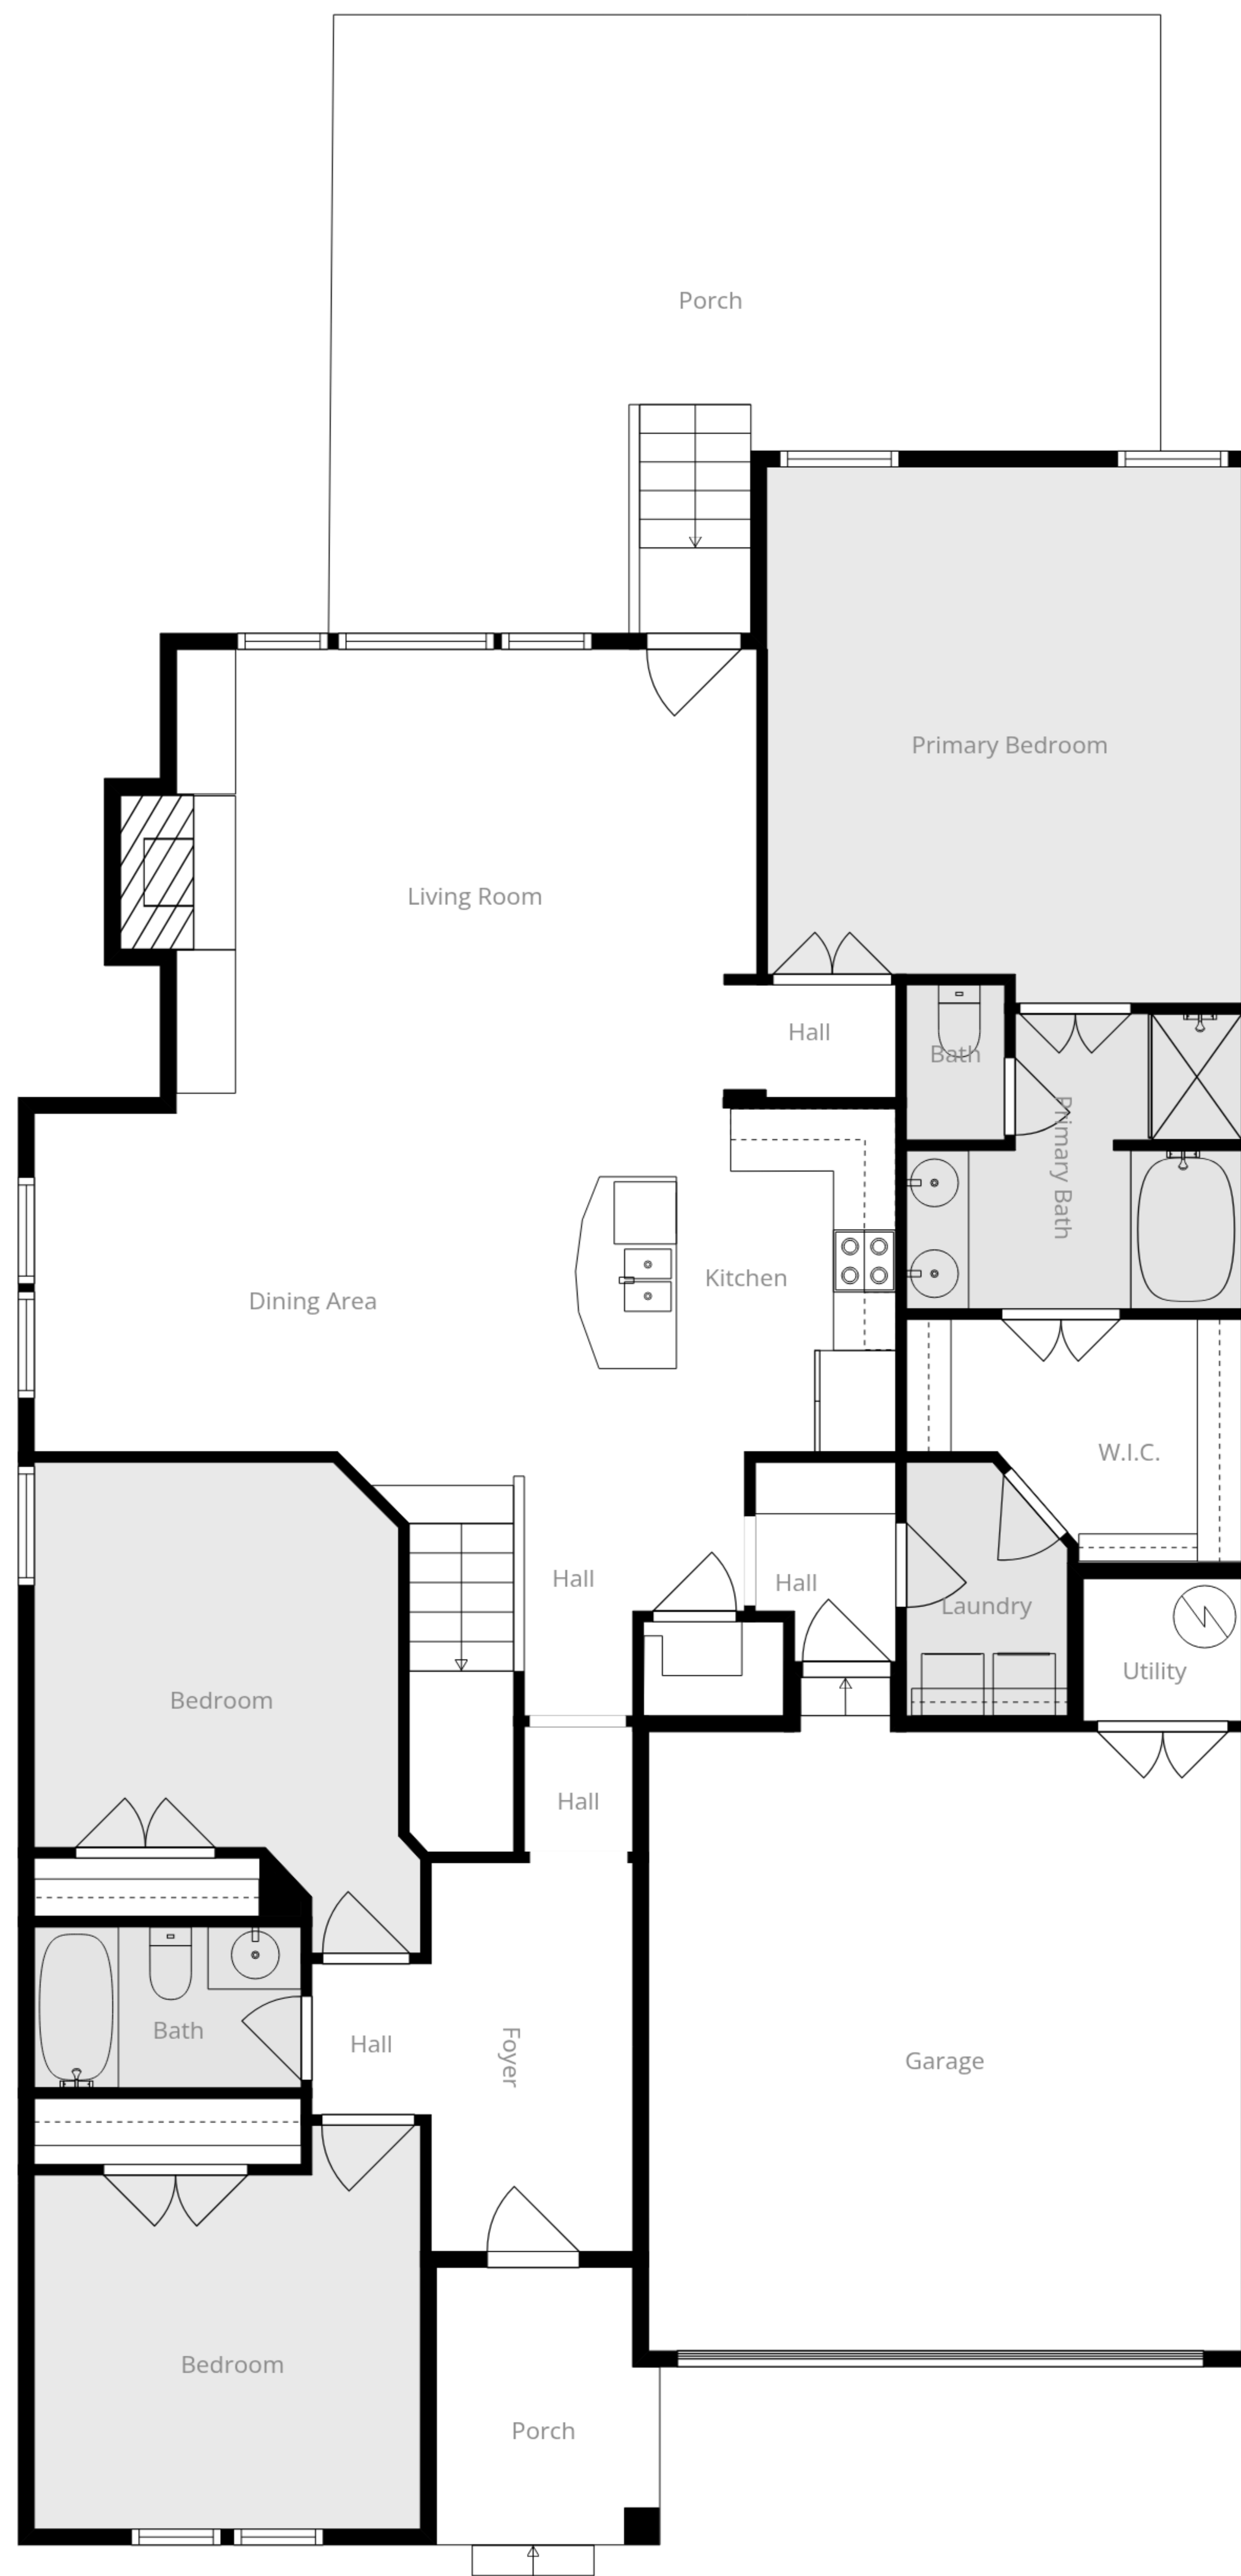 Porch
Primary Bedroom
Living Room
Hall
Bath
Primary Bath
Kitchen
Dining Area
W.I.C.
Hall
Hall
Laundry
Utility
Bedroom
Hall
Bath
Hall
Foyer
Garage
Bedroom
Porch